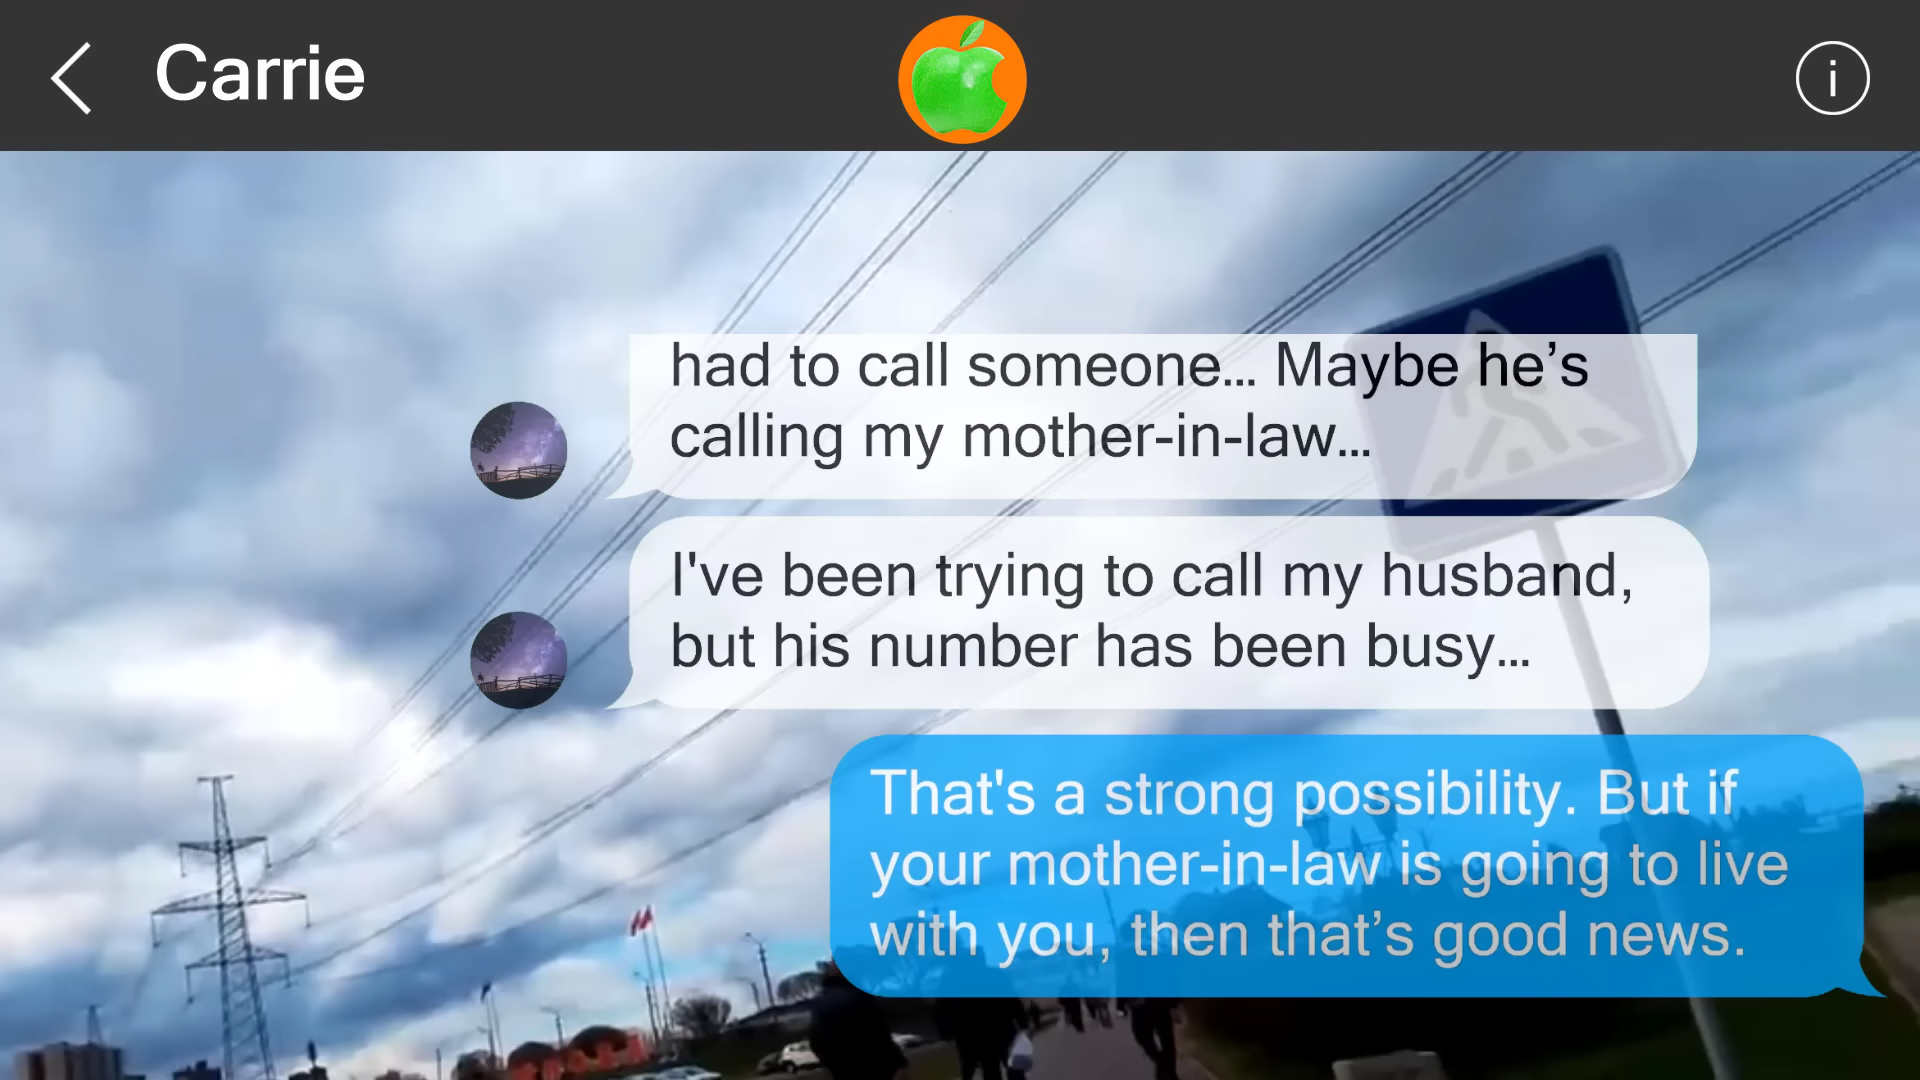 Carrie
i
had to call someone... Maybe he’s
calling my mother-in-law...
I've been trying to call my husband,
but his number has been busy...
That's a strong possibility. But if
your mother-in-law is going to live
with you, then that’s good news.